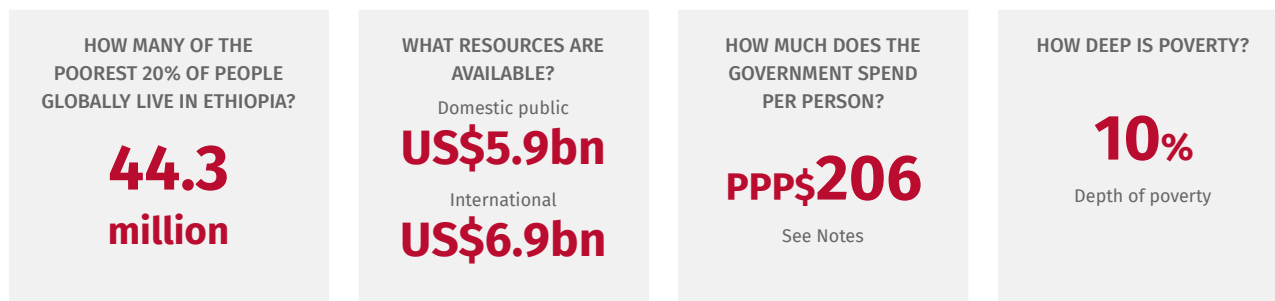 HOW MANY OF THE
POOREST 20% OF PEOPLE
GLOBALLY LIVE IN ETHIOPIA?
44.3
million
WHAT RESOURCES ARE
AVAILABLE?
Domestic public
US$5.9bn
International
US$6.9bn
HOW MUCH DOES THE
GOVERNMENT SPEND
PER PERSON?
PPP$206
See Notes
HOW DEEP IS POVERTY?
10%
Depth of poverty